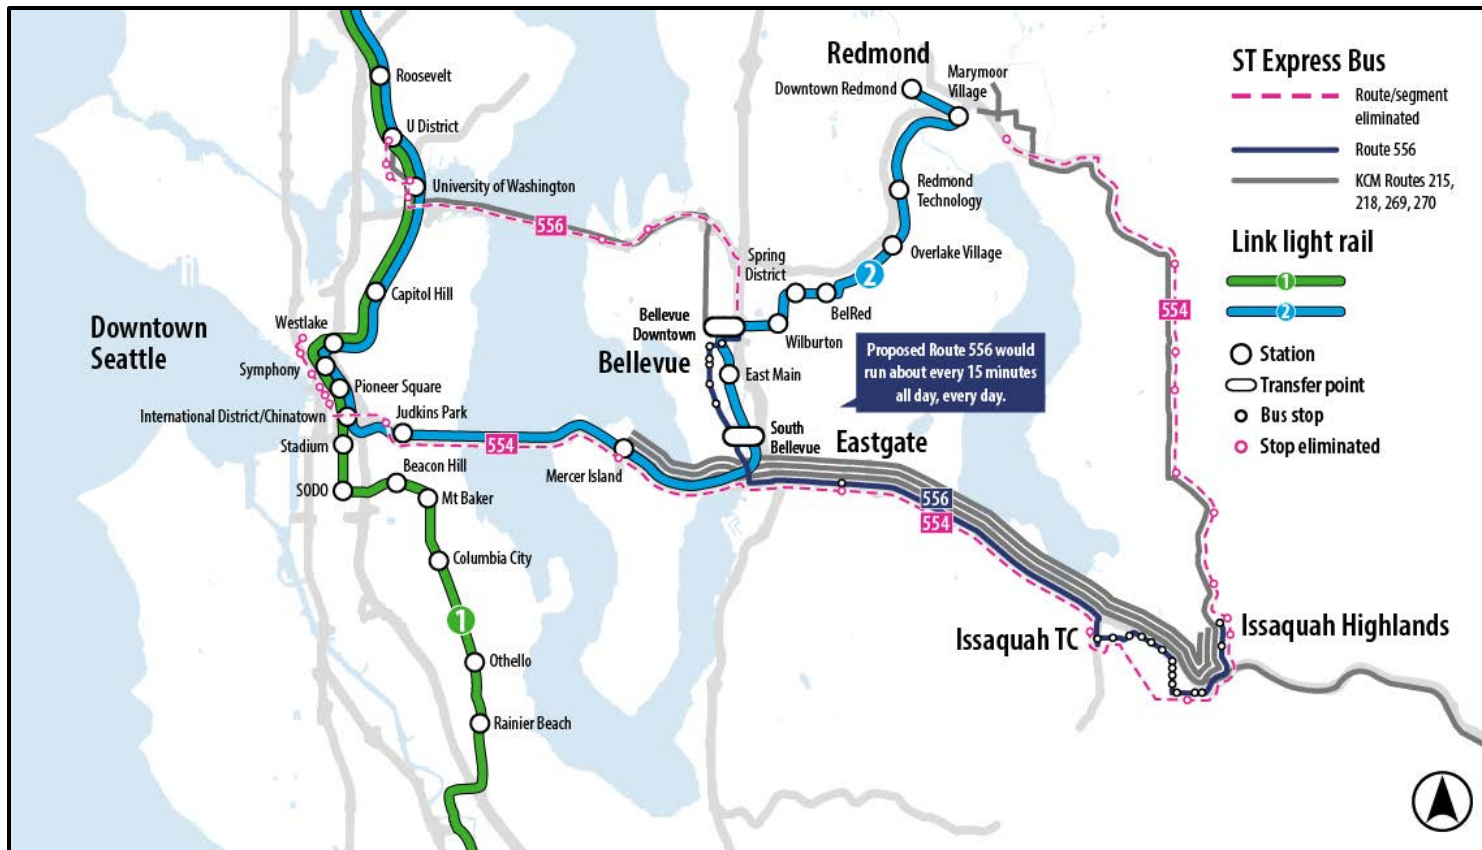 Roosevelt
U District
University of Washington
556
Capitol Hill
Westlake
Downtown
Seattle
Symphony
Pioneer Square
International District/Chinatown
Judkins Park
Stadium
554
SODO
Beacon Hill
Mt Baker
Columbia City
1
Othello
Rainier Beach
Mercer Island
Redmond
Downtown Redmond
Marymoor
Village
Redmond
Technology
Overlake Village
2
Spring
District
BelRed
Wilburton
Bellevue
Downtown
Bellevue
East Main
South
Bellevue
Proposed Route 556 would
run about every 15 minutes
all day, every day.
Eastgate
556
554
554
Issaquah TC
Issaquah Highlands
ST Express Bus
Route/segment
eliminated
Route 556
KCM Routes 215,
218, 269, 270
Link light rail
1
2
Station
Transfer point
Bus stop
Stop eliminated